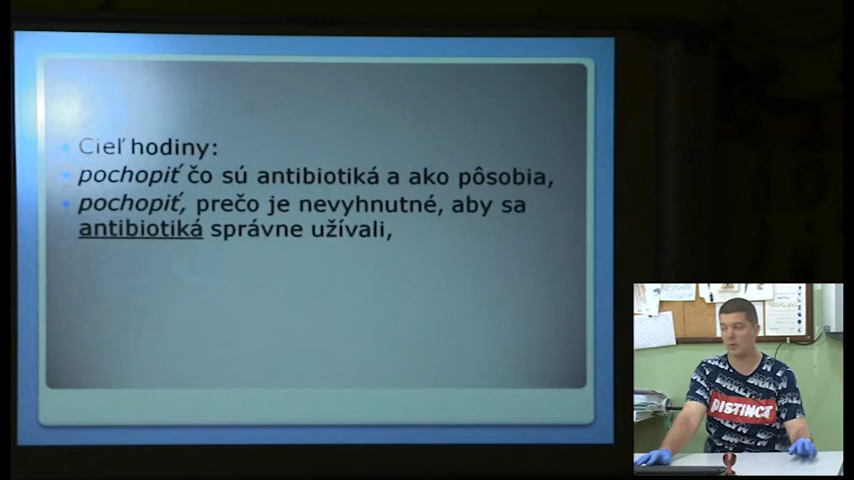 Cieľ hodiny:
pochopiť čo sú antibiotiká a ako pôsobia,
pochopiť, prečo je nevyhnutné, aby sa
antibiotiká správne užívali,
DISTINCT